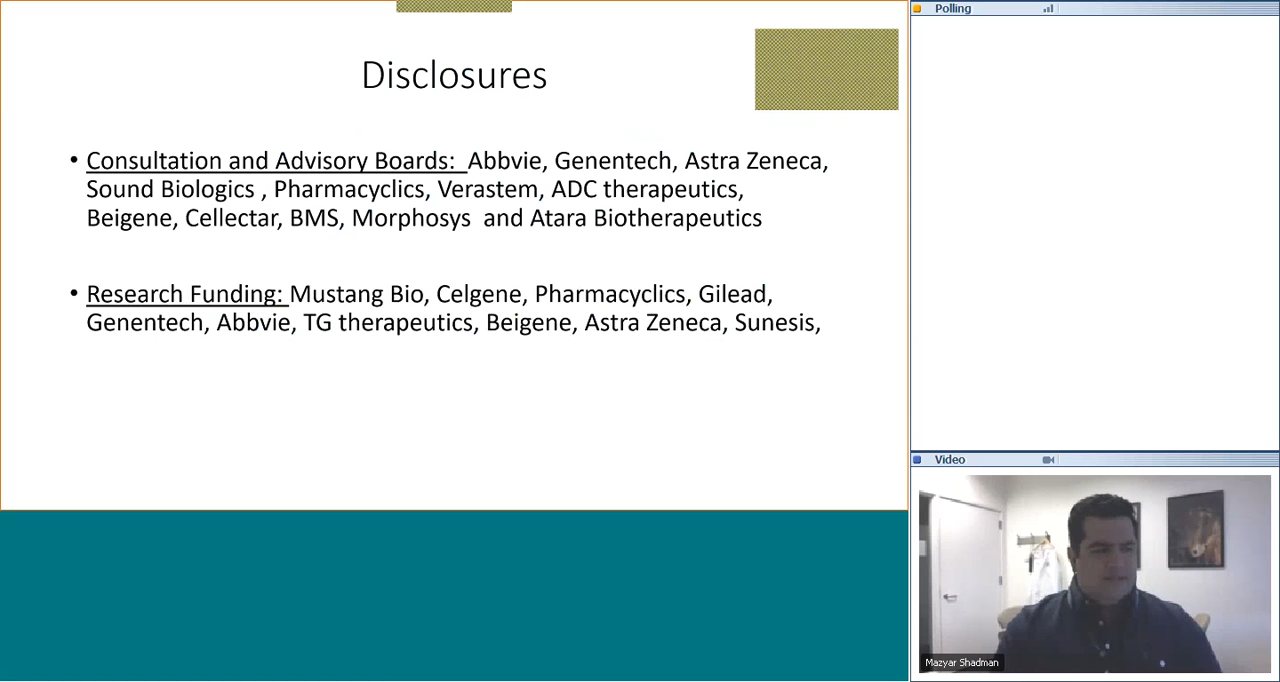 Disclosures
• Consultation and Advisory Boards: Abbvie, Genentech, Astra Zeneca,
Sound Biologics , Pharmacyclics, Verastem, ADC therapeutics,
Beigene, Cellectar, BMS, Morphosys and Atara Biotherapeutics
• Research Funding: Mustang Bio, Celgene, Pharmacyclics, Gilead,
Genentech, Abbvie, TG therapeutics, Beigene, Astra Zeneca, Sunesis,
Polling
Video
Mazyar Shadman